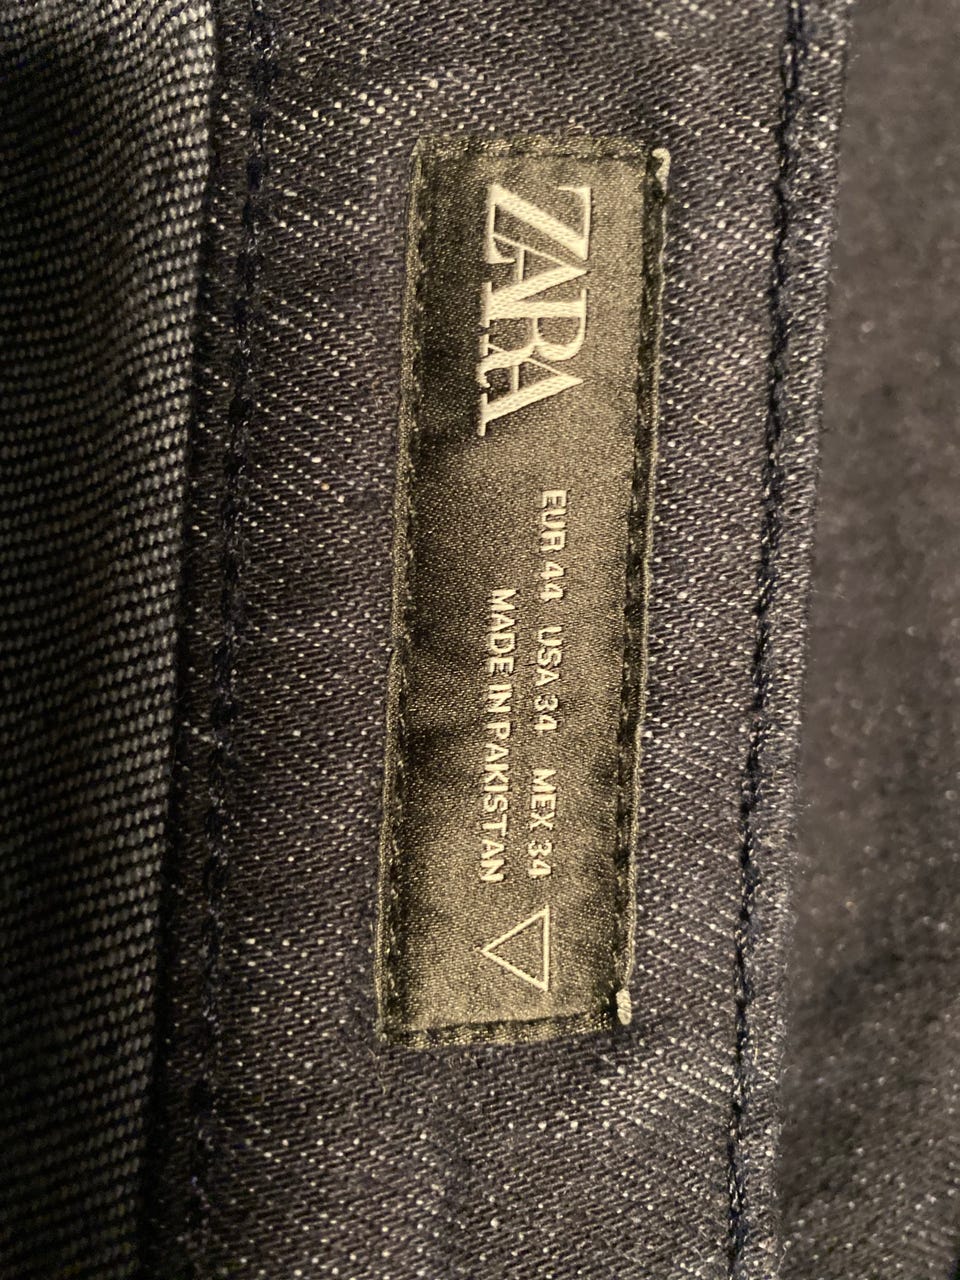 ZARA
EUR 44 USA 34 MEX 34
MADE IN PAKISTAN